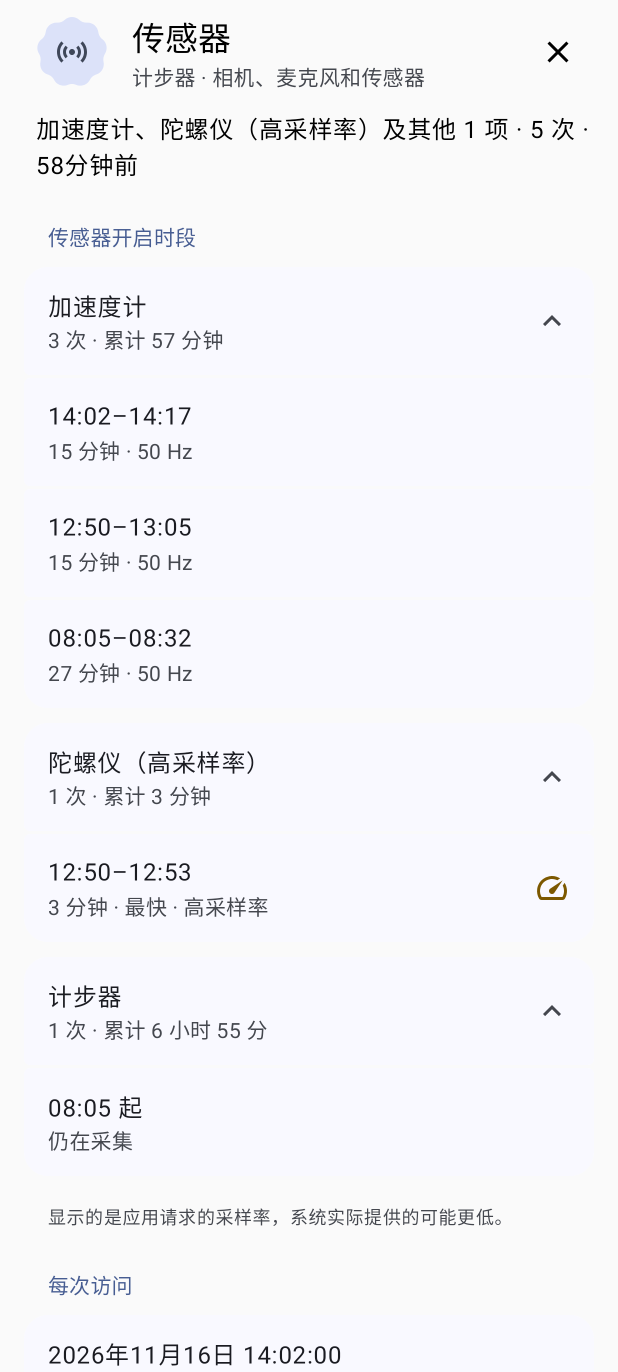 传感器
计步器 · 相机、麦克风和传感器
加速度计、陀螺仪（高采样率）及其他 1 项 · 5 次 ·
58分钟前
传感器开启时段
加速度计
3 次 · 累计 57 分钟
14:02–14:17
15 分钟 · 50 Hz
12:50–13:05
15 分钟 · 50 Hz
08:05–08:32
27 分钟 · 50 Hz
陀螺仪（高采样率）
1 次 · 累计 3 分钟
12:50–12:53
3 分钟 · 最快 · 高采样率
计步器
1 次 · 累计 6 小时 55 分
08:05 起
仍在采集
显示的是应用请求的采样率，系统实际提供的可能更低。
每次访问
2026年11月16日 14:02:00